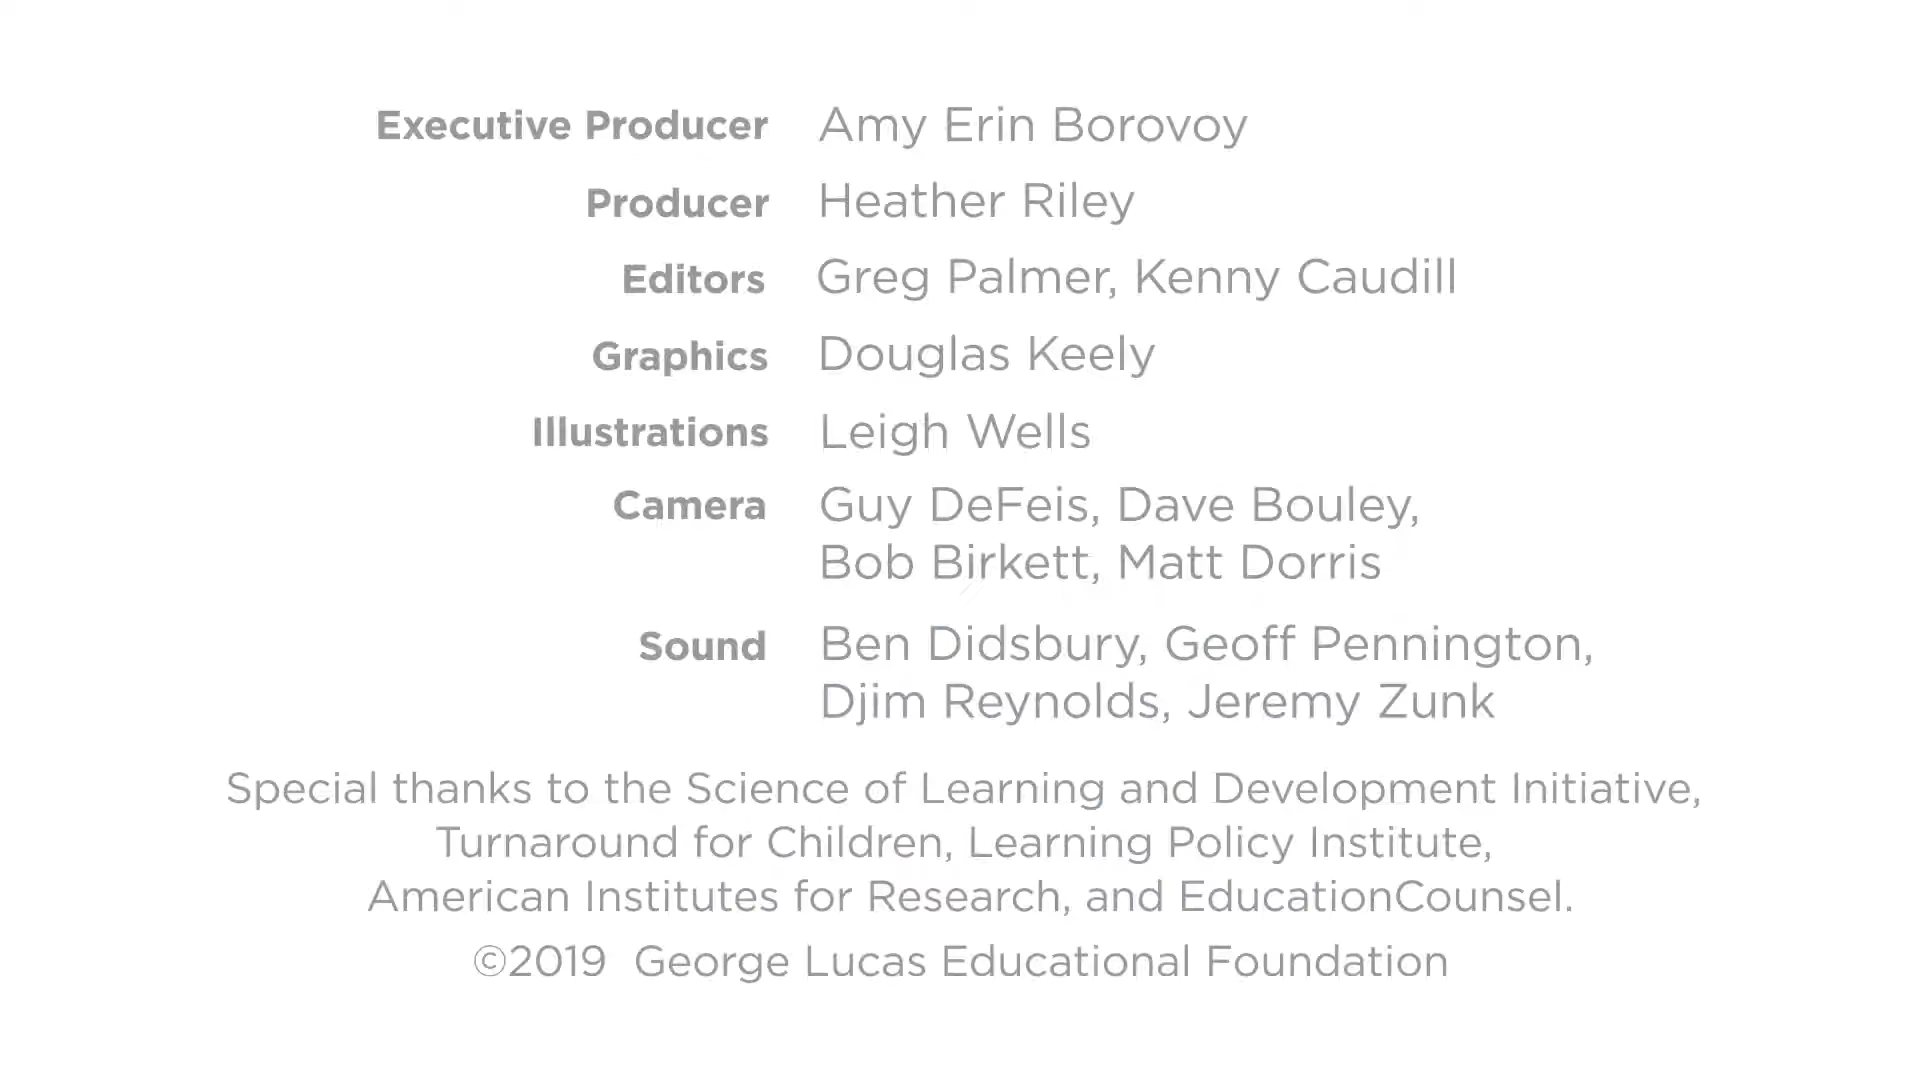 Executive Producer Amy Erin Borovoy
Producer Heather Riley
Editors Greg Palmer, Kenny Caudill
Graphics Douglas Keely
Illustrations Leigh Wells
Camera Guy DeFeis, Dave Bouley,
Bob Birkett, Matt Dorris
Sound Ben Didsbury, Geoff Pennington,
Djim Reynolds, Jeremy Zunk
Special thanks to the Science of Learning and Development Initiative,
Turnaround for Children, Learning Policy Institute,
American Institutes for Research, and EducationCounsel.
©2019 George Lucas Educational Foundation